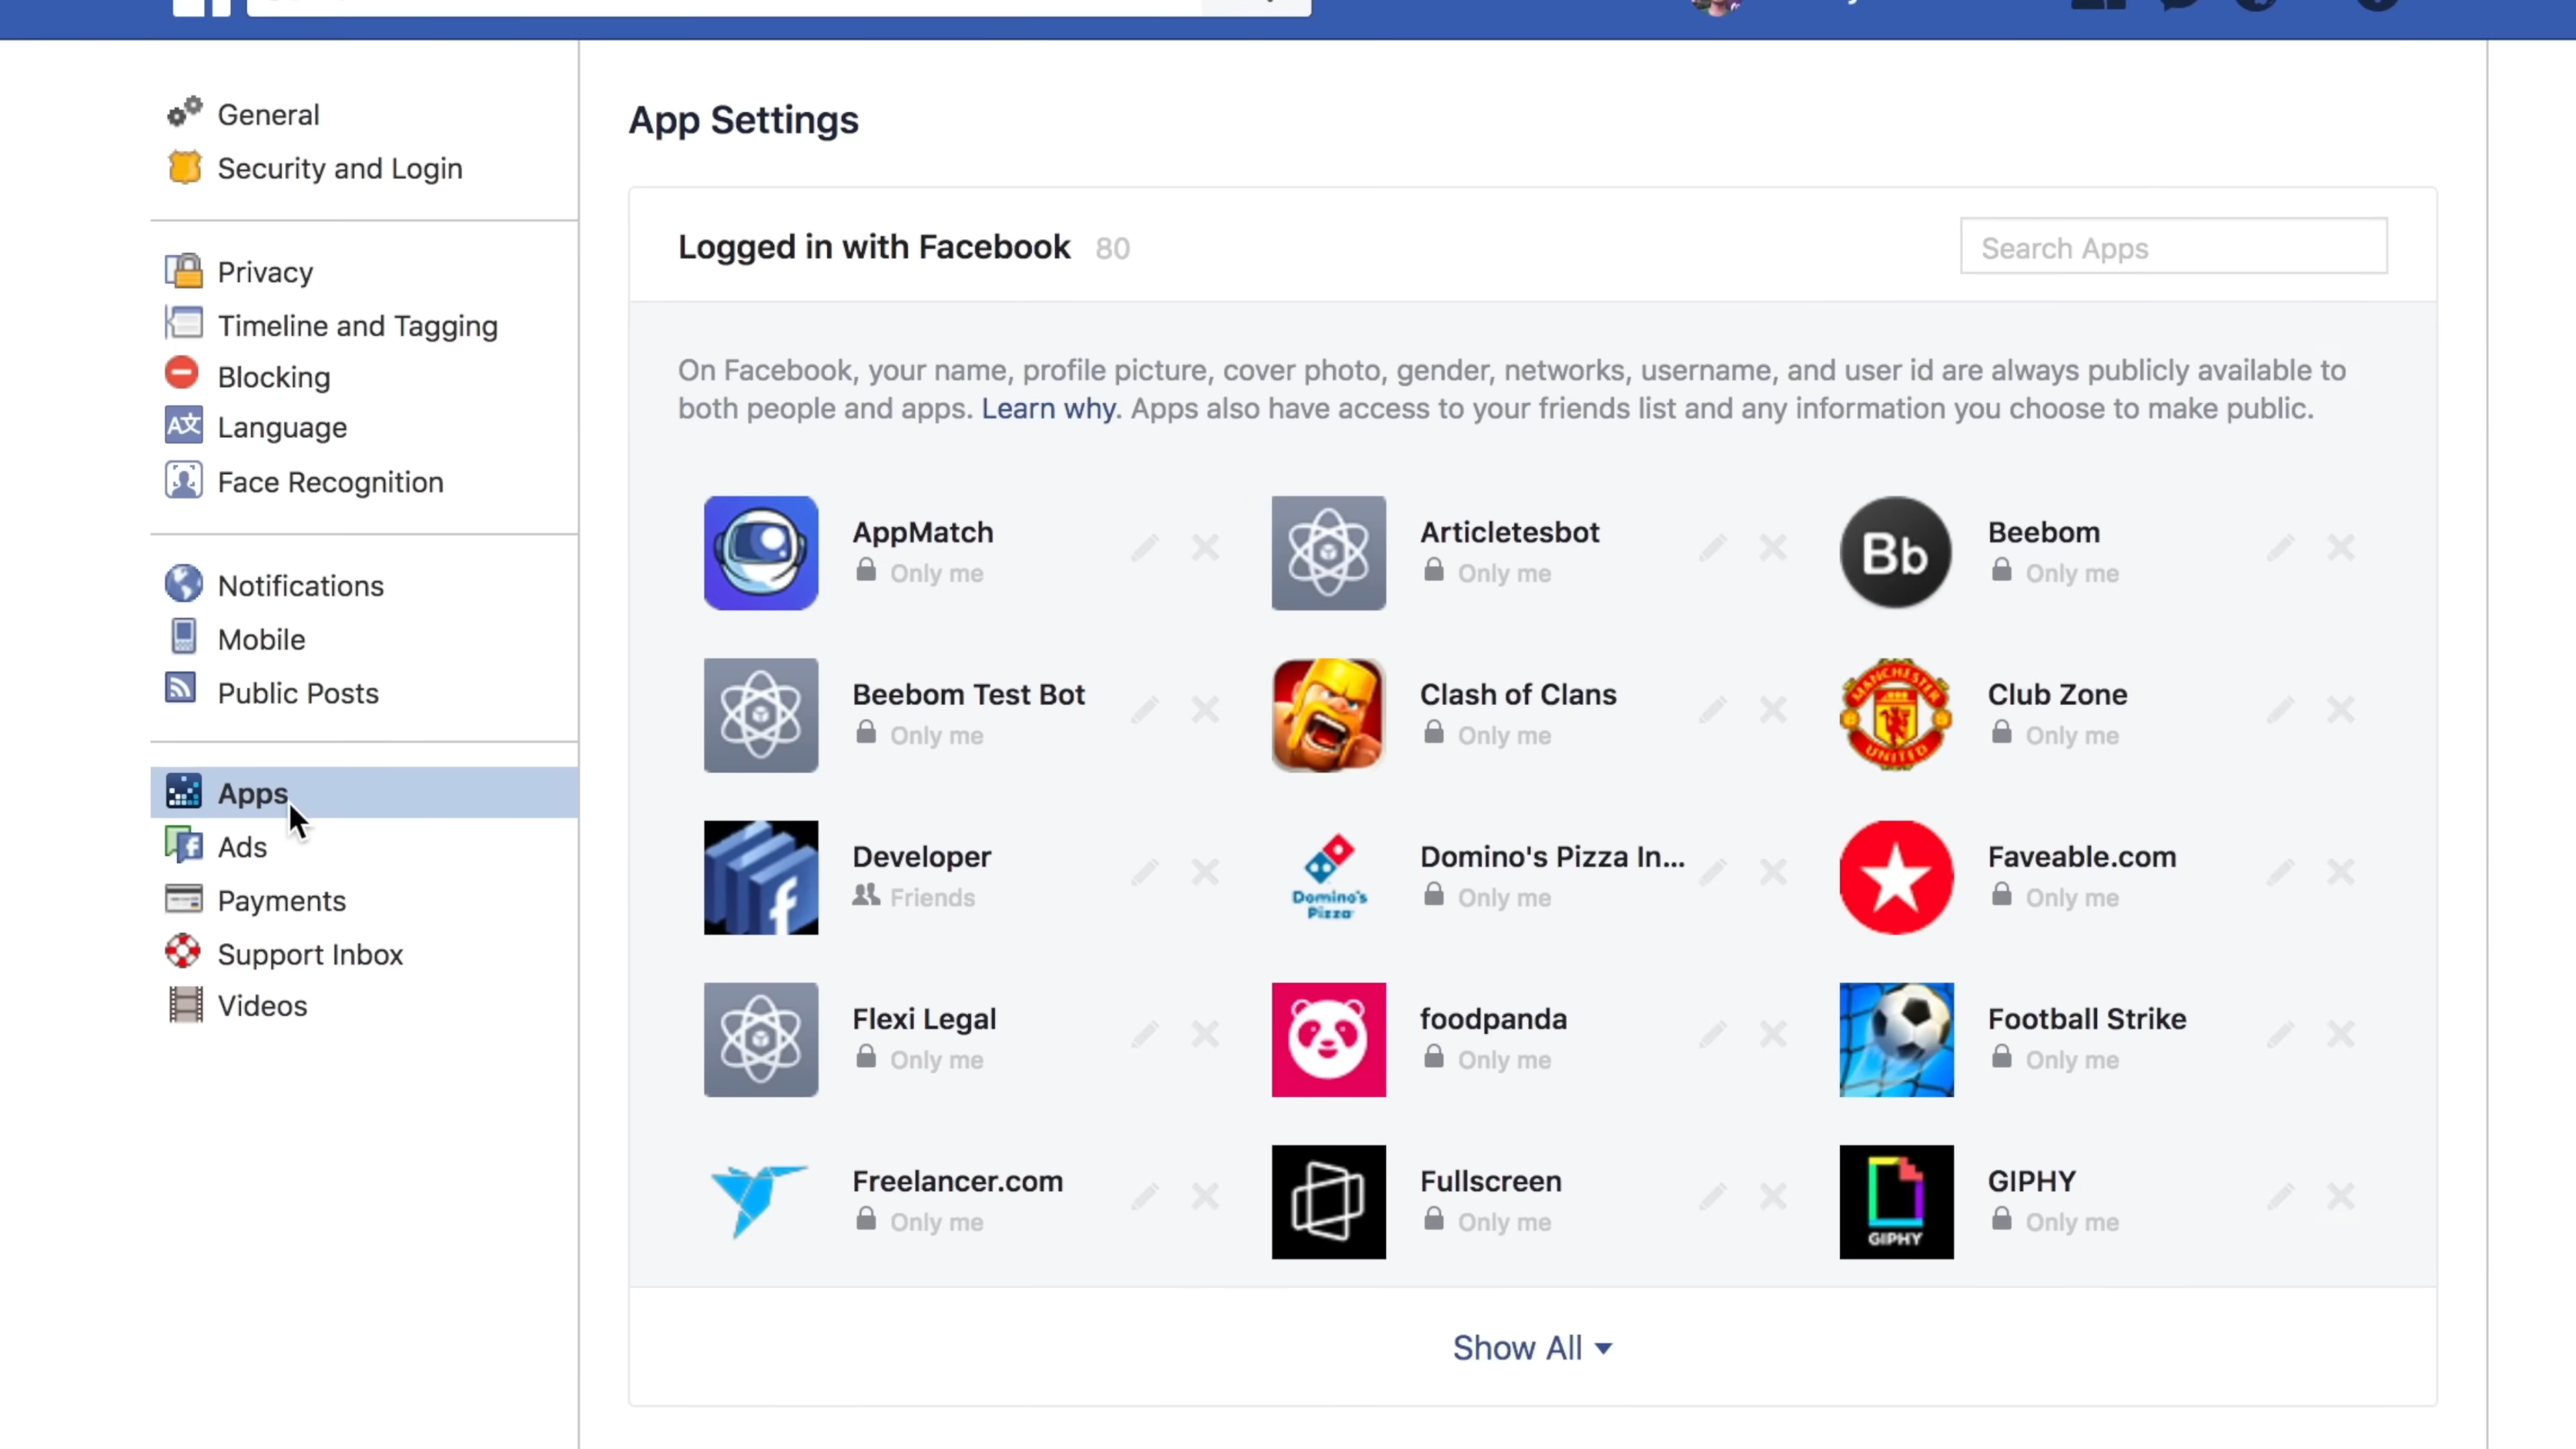 General
Security and Login
Privacy
Timeline and Tagging
Blocking
Language
Face Recognition
Notifications
Mobile
Public Posts
Apps
Ads
Payments
Support Inbox
Videos
App Settings
Logged in with Facebook 80
Search Apps
On Facebook, your name, profile picture, cover photo, gender, networks, username, and user id are always publicly available to
both people and apps. Learn why. Apps also have access to your friends list and any information you choose to make public.
AppMatch
Only me
Articletesbot
Only me
Bb
Beebom
Only me
Beebom Test Bot
Only me
Clash of Clans
Only me
MANCHESTER
UNITED
Club Zone
Only me
Developer
Friends
Domino's
Pizza
Domino's Pizza In...
Only me
Faveable.com
Only me
Flexi Legal
Only me
foodpanda
Only me
Football Strike
Only me
Freelancer.com
Only me
Fullscreen
Only me
GIPHY
GIPHY
Only me
Show All